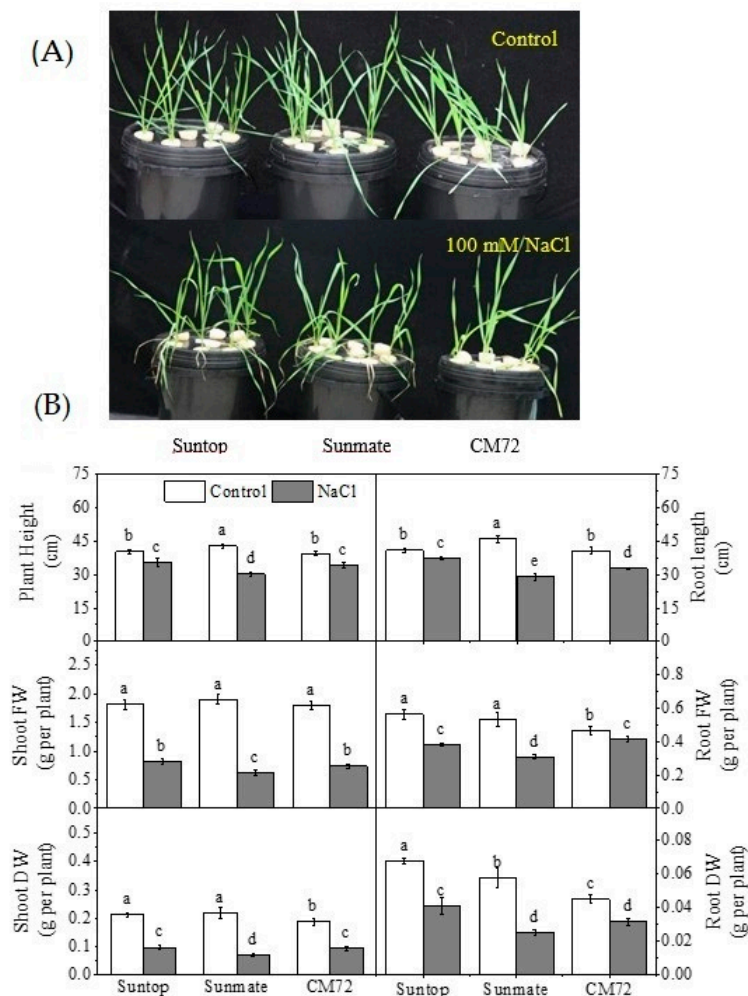 (A)
Control
100 mM/NaCl
(B)
Suntop Sunmate CM72
Control NaCl
Plant Height
(cm)
75
60
45
30
15
0
b c a d b c
b c a e b d
75
60
45
30
15
0
Root length
(cm)
Shoot FW
(g per plant)
2.5
2.0
1.5
1.0
0.5
0.0
a b a c a b
a c a d b c
0.8
0.6
0.4
0.2
0.0
Root FW
(g per plant)
Shoot DW
(g per plant)
0.5
0.4
0.3
0.2
0.1
0.0
a c a d b c
a c b e c d
0.08
0.06
0.04
0.02
0.00
Root DW
(g per plant)
Suntop Sunmate CM72 Suntop Sunmate CM72